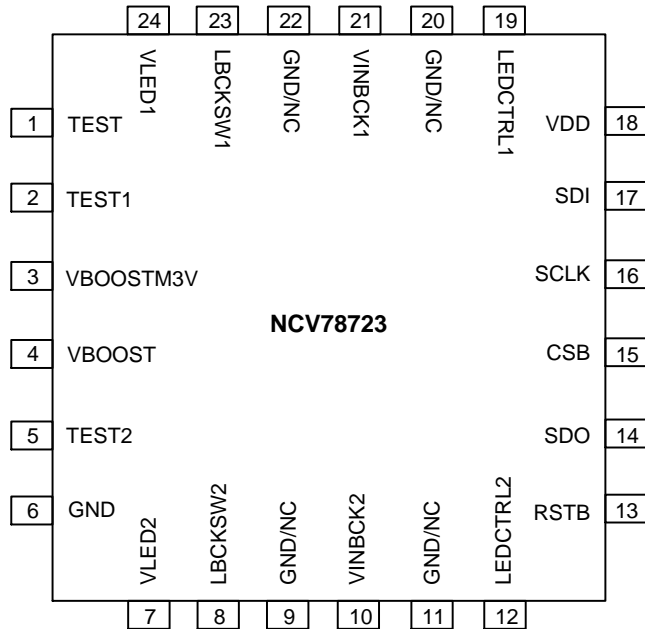 24 23 22 21 20 19
VLED1
LBCKSW1
GND/NC
VINBCK1
GND/NC
LEDCTRL1
1 TEST
2 TEST1
3 VBOOSTM3V
4 VBOOST
5 TEST2
6 GND
NCV78723
VDD 18
SDI 17
SCLK 16
CSB 15
SDO 14
RSTB 13
VLED2
LBCKSW2
GND/NC
VINBCK2
GND/NC
LEDCTRL2
7 8 9 10 11 12